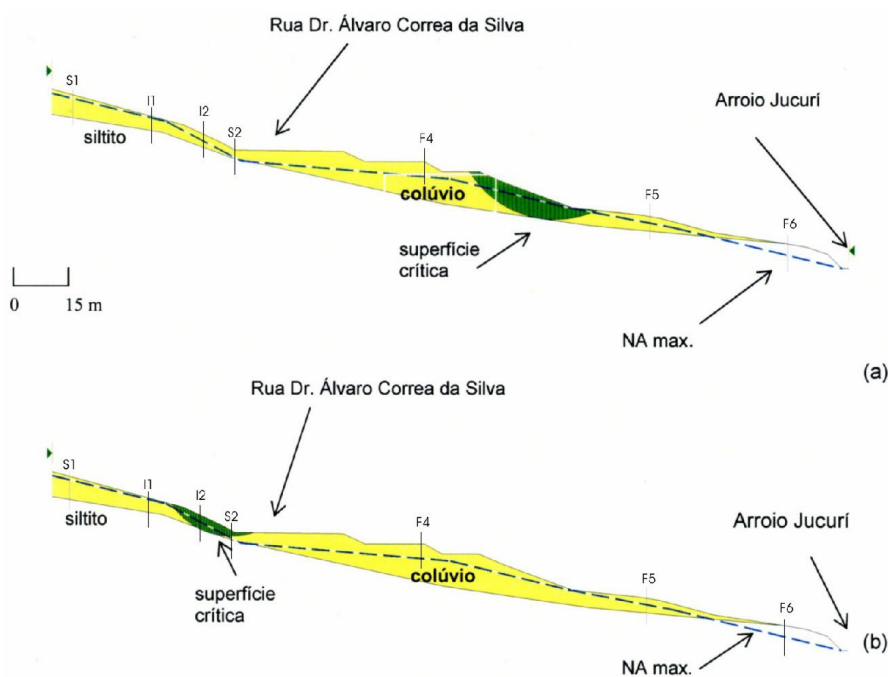 Rua Dr. Álvaro Correa da Silva
Arroio Jucurí
S1
I1
I2
S2
F4
siltito
colúvio
F5
superfície
crítica
F6
0 15 m
NA max.
(a)
Rua Dr. Álvaro Correa da Silva
S1
I1
I2
S2
F4
siltito
Arroio Jucurí
colúvio
F5
superfície
crítica
F6
NA max.
(b)